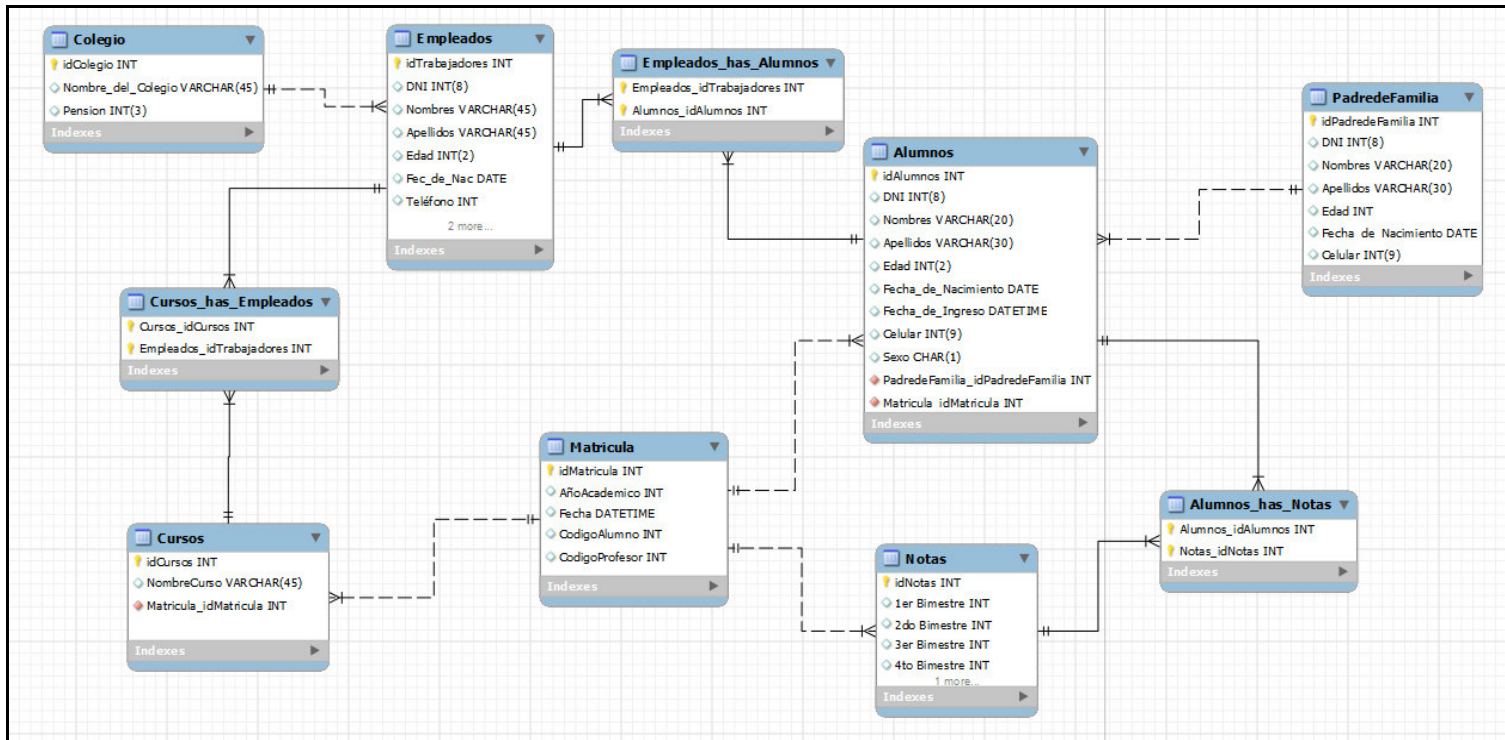 Colegio
idColegio INT
Nombre_del_Colegio VARCHAR(45)
Pension INT(3)
Indexes
Empleados
idTrabajadores INT
DNI INT(8)
Nombres VARCHAR(45)
Apellidos VARCHAR(45)
Edad INT(2)
Fec_de_Nac DATE
Teléfono INT
2 more...
Indexes
Empleados_has_Alumnos
Empleados_idTrabajadores INT
Alumnos_idAlumnos INT
Indexes
Alumnos
idAlumnos INT
DNI INT(8)
Nombres VARCHAR(20)
Apellidos VARCHAR(30)
Edad INT(2)
Fecha_de_Nacimiento DATE
Fecha_de_Ingreso DATETIME
Celular INT(9)
Sexo CHAR(1)
PadredeFamilia_idPadredeFamilia INT
Matricula_idMatricula INT
Indexes
PadredeFamilia
idPadredeFamilia INT
DNI INT(8)
Nombres VARCHAR(20)
Apellidos VARCHAR(30)
Edad INT
Fecha_de_Nacimiento DATE
Celular INT(9)
Indexes
Cursos_has_Empleados
Cursos_idCursos INT
Empleados_idTrabajadores INT
Indexes
Cursos
idCursos INT
NombreCurso VARCHAR(45)
Matricula_idMatricula INT
Indexes
Matricula
idMatricula INT
AñoAcademico INT
Fecha DATETIME
CodigoAlumno INT
CodigoProfesor INT
Indexes
Notas
idNotas INT
1er Bimestre INT
2do Bimestre INT
3er Bimestre INT
4to Bimestre INT
1 more...
Indexes
Alumnos_has_Notas
Alumnos_idAlumnos INT
Notas_idNotas INT
Indexes